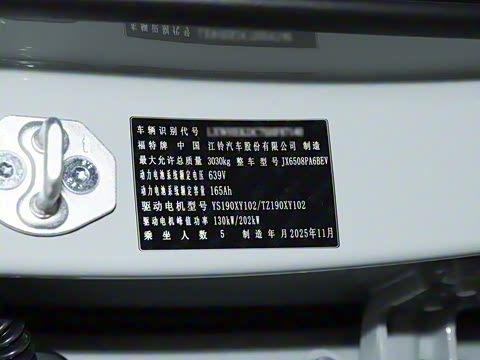 车辆识别代号
福特牌 中国 江铃汽车股份有限公司 制造
最大允许总质量 3030kg 整车型号 JX6508PA6BEV
动力电池系统额定电压 639V
动力电池系统额定容量 165Ah
驱动电机型号 YS190XY102/TZ190XY102
驱动电机峰值功率 130kW/202kW
乘坐人数 5 制造年月 2025年11月